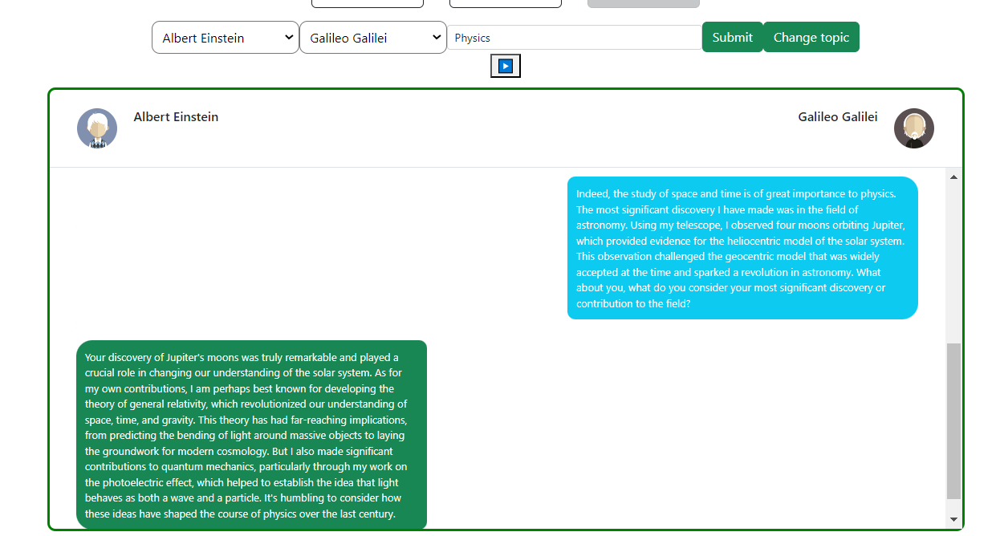 Albert Einstein
Galileo Galilei
Physics
Submit
Change topic
Albert Einstein
Galileo Galilei
Indeed, the study of space and time is of great importance to physics.
The most significant discovery I have made was in the field of
astronomy. Using my telescope, I observed four moons orbiting Jupiter,
which provided evidence for the heliocentric model of the solar system.
This observation challenged the geocentric model that was widely
accepted at the time and sparked a revolution in astronomy. What
about you, what do you consider your most significant discovery or
contribution to the field?
Your discovery of Jupiter's moons was truly remarkable and played a
crucial role in changing our understanding of the solar system. As for
my own contributions, I am perhaps best known for developing the
theory of general relativity, which revolutionized our understanding of
space, time, and gravity. This theory has had far-reaching implications,
from predicting the bending of light around massive objects to laying
the groundwork for modern cosmology. But I also made significant
contributions to quantum mechanics, particularly through my work on
the photoelectric effect, which helped to establish the idea that light
behaves as both a wave and a particle. It's humbling to consider how
these ideas have shaped the course of physics over the last century.